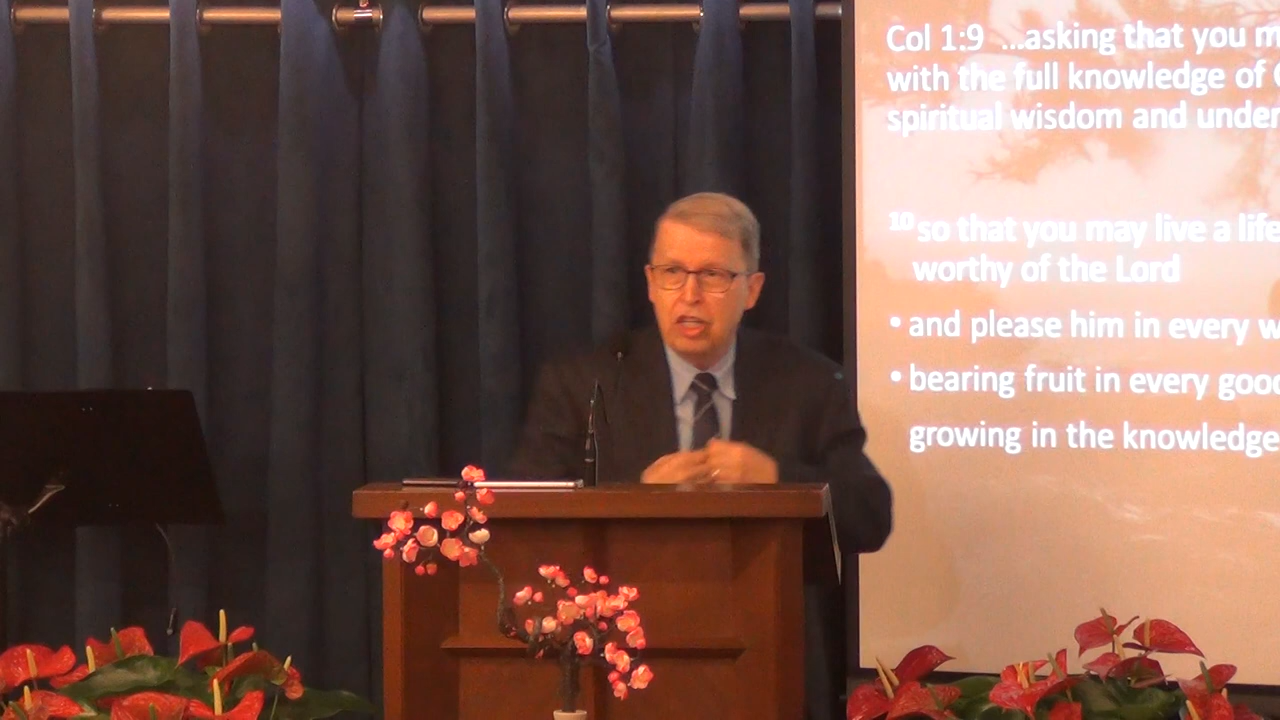 Col 1:9 ...asking that you m
with the full knowledge of
spiritual wisdom and under
10 so that you may live a life
worthy of the Lord
• and please him in every w
• bearing fruit in every good
growing in the knowledge